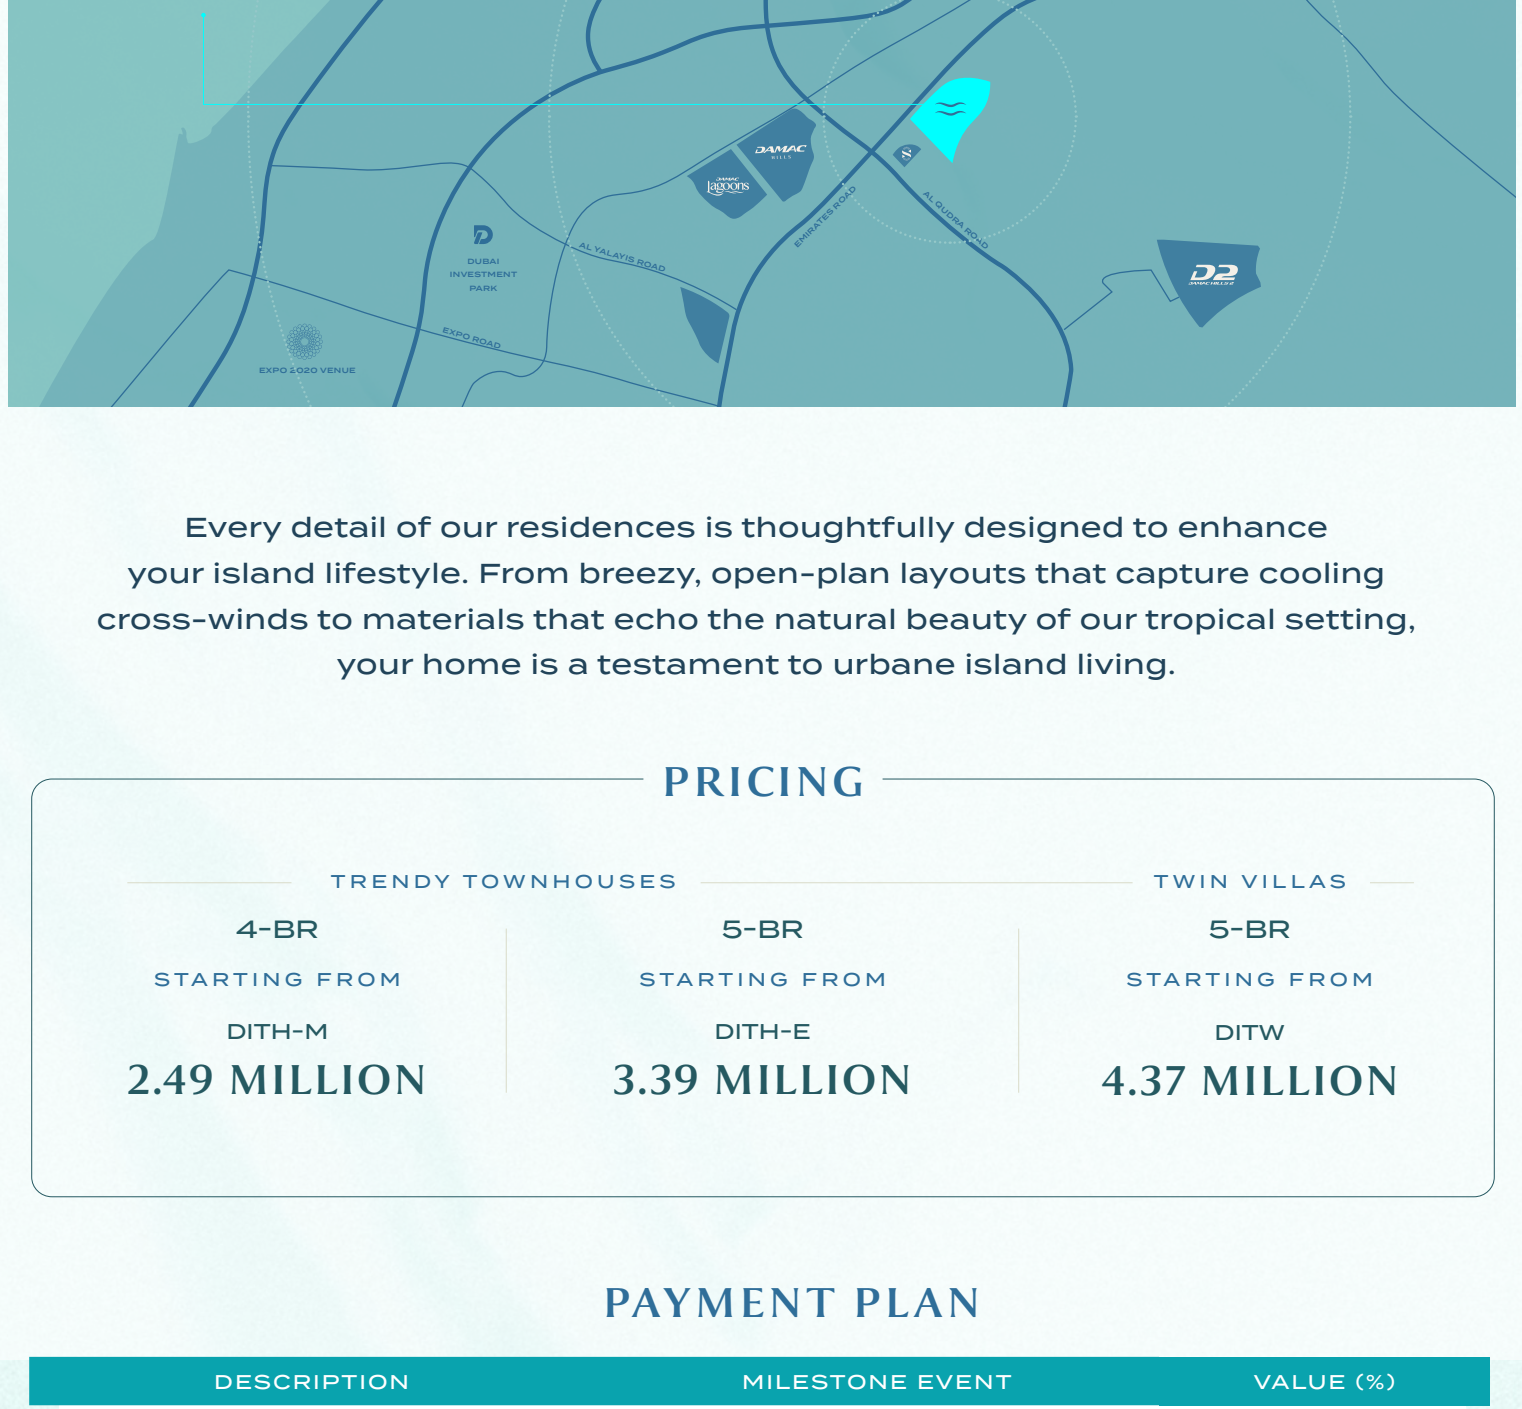 DAMAC
HILLS
DAMAC
lagoons
S
EMIRATES ROAD
AL QUDRA ROAD
DUBAI
INVESTMENT
PARK
AL YALAYIS ROAD
D2
DAMAC HILLS 2
EXPO ROAD
EXPO 2020 VENUE
Every detail of our residences is thoughtfully designed to enhance
your island lifestyle. From breezy, open-plan layouts that capture cooling
cross-winds to materials that echo the natural beauty of our tropical setting,
your home is a testament to urbane island living.
PRICING
TRENDY TOWNHOUSES
TWIN VILLAS
4-BR
STARTING FROM
DITH-M
2.49 MILLION
5-BR
STARTING FROM
DITH-E
3.39 MILLION
5-BR
STARTING FROM
DITW
4.37 MILLION
PAYMENT PLAN
DESCRIPTION MILESTONE EVENT VALUE (%)